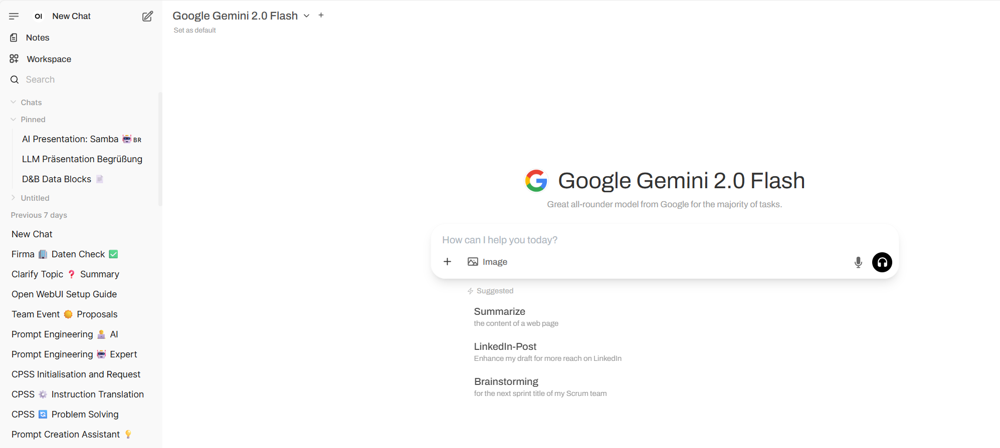 OI New Chat
Notes
Workspace
Search
Chats
Pinned
AI Presentation: Samba 🤖 BR
LLM Präsentation Begrüßung
D&B Data Blocks 📄
Untitled
Previous 7 days
New Chat
Firma 🏢 Daten Check ✅
Clarify Topic ❓ Summary
Open WebUI Setup Guide
Team Event 🌞 Proposals
Prompt Engineering 🧑‍💻 AI
Prompt Engineering 🤖 Expert
CPSS Initialisation and Request
CPSS ⚙️ Instruction Translation
CPSS 🔄 Problem Solving
Prompt Creation Assistant 💡
Google Gemini 2.0 Flash
Set as default
Google Gemini 2.0 Flash
Great all-rounder model from Google for the majority of tasks.
How can I help you today?
Image
Suggested
Summarize
the content of a web page
LinkedIn-Post
Enhance my draft for more reach on LinkedIn
Brainstorming
for the next sprint title of my Scrum team